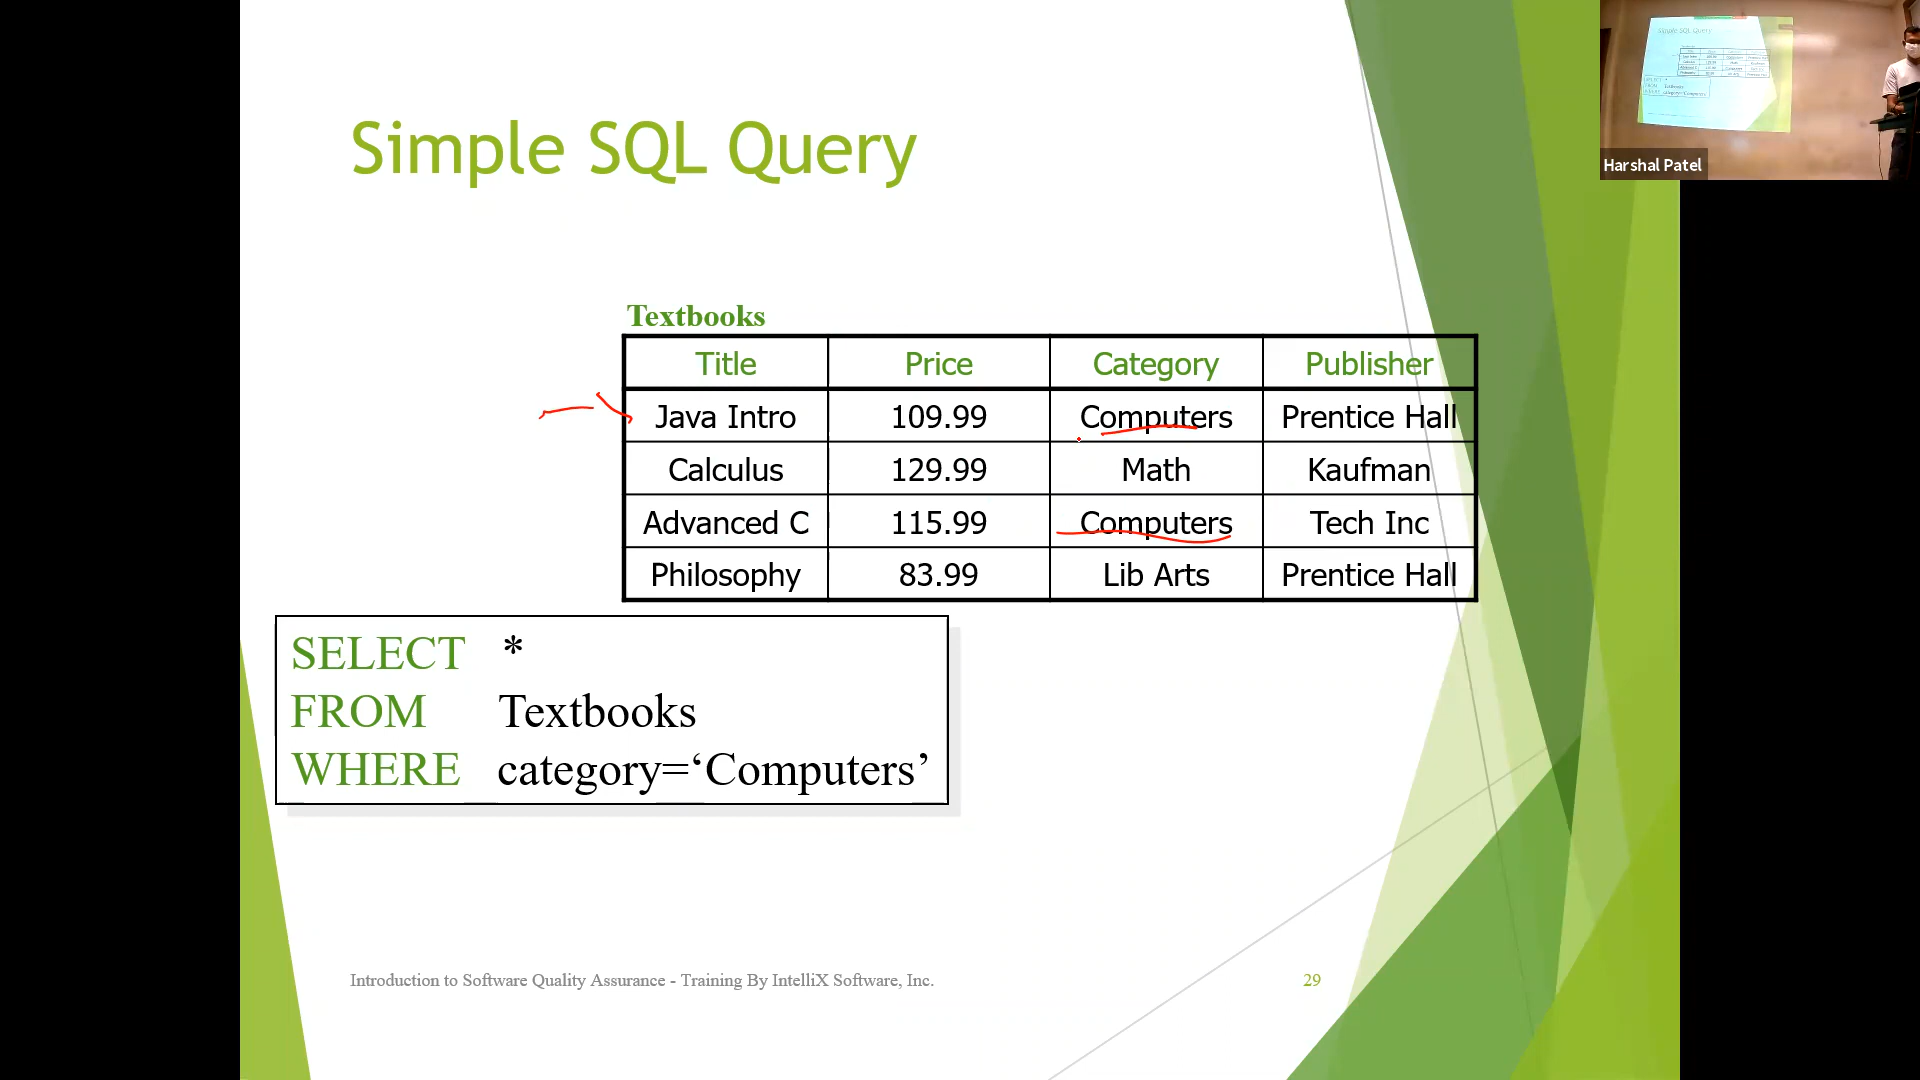 Simple SQL Query
Harshal Patel
Textbooks
Title Price Category Publisher
Java Intro 109.99 Computers Prentice Hall
Calculus 129.99 Math Kaufman
Advanced C 115.99 Computers Tech Inc
Philosophy 83.99 Lib Arts Prentice Hall
SELECT *
FROM Textbooks
WHERE category=‘Computers’
Introduction to Software Quality Assurance - Training By IntelliX Software, Inc. 29